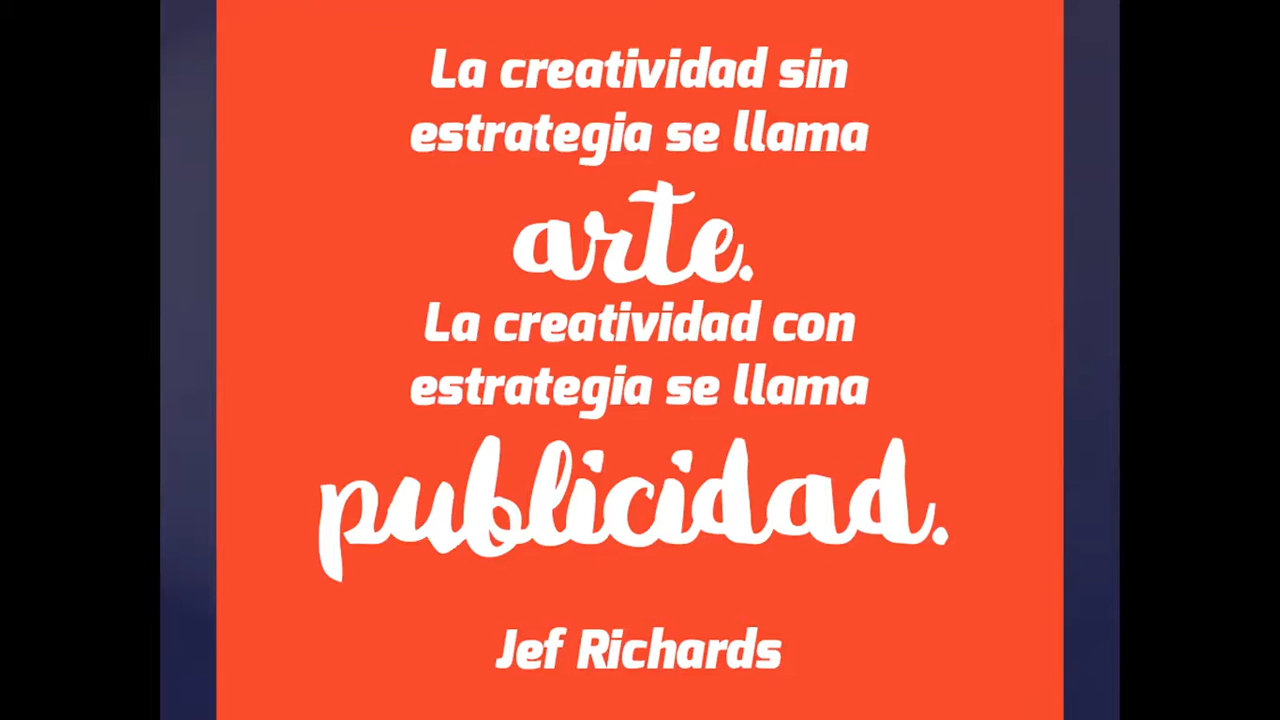 La creatividad sin
estrategia se llama
arte.
La creatividad con
estrategia se llama
publicidad.
Jef Richards